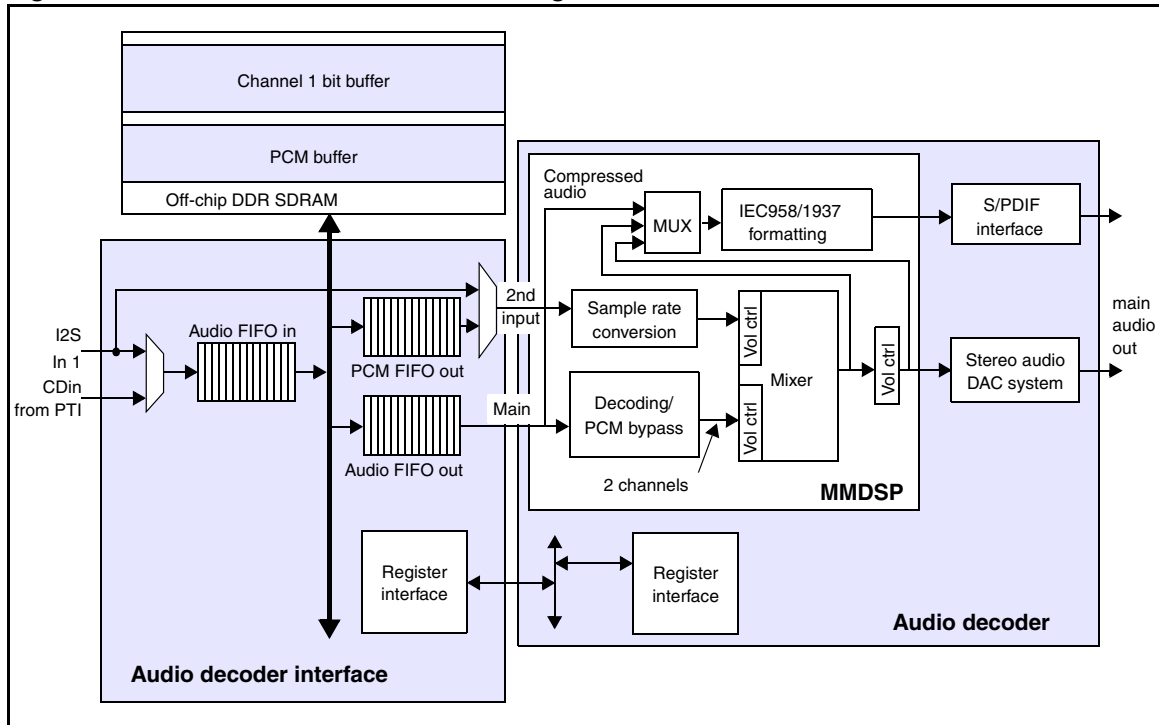 Channel 1 bit buffer
PCM buffer
Off-chip DDR SDRAM
Compressed
audio
MUX
IEC958/1937
formatting
S/PDIF
interface
I2S
In 1
CDin
from PTI
Audio FIFO in
PCM FIFO out
Audio FIFO out
2nd
input
Main
Sample rate
conversion
Decoding/
PCM bypass
2 channels
Vol ctrl
Vol ctrl
Mixer
Vol ctrl
MMDSP
Stereo audio
DAC system
main
audio
out
Register
interface
Register
interface
Audio decoder interface
Audio decoder